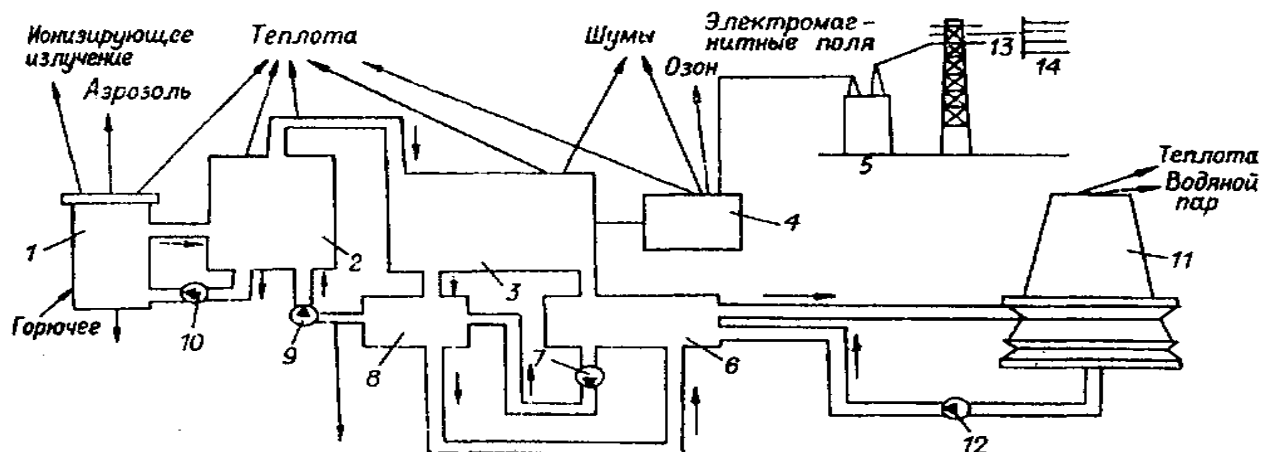 Ионизирующее
излучение
Аэрозоль
Теплота
Шумы
Озон
Электромаг-
нитные поля
13
14
5
Теплота
Водяной
пар
1
2
3
4
11
Горючее
10
9
8
7
6
12